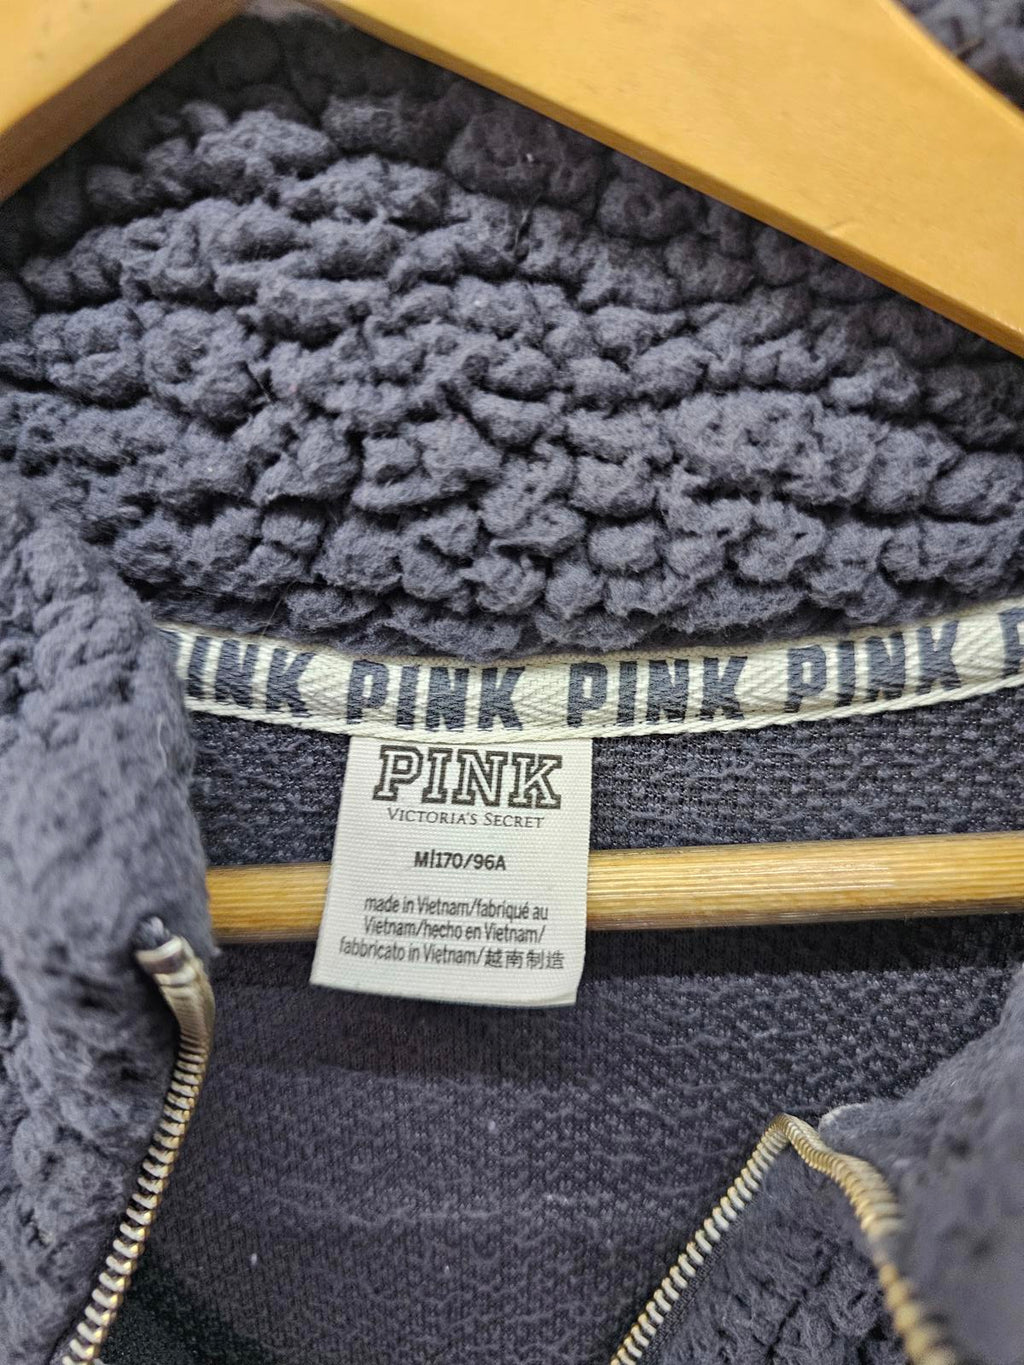 PINK PINK PINK PINK
PINK
VICTORIA'S SECRET
M|170/96A
made in Vietnam/fabriqué au
Vietnam/hecho en Vietnam/
fabbricato in Vietnam/越南制造